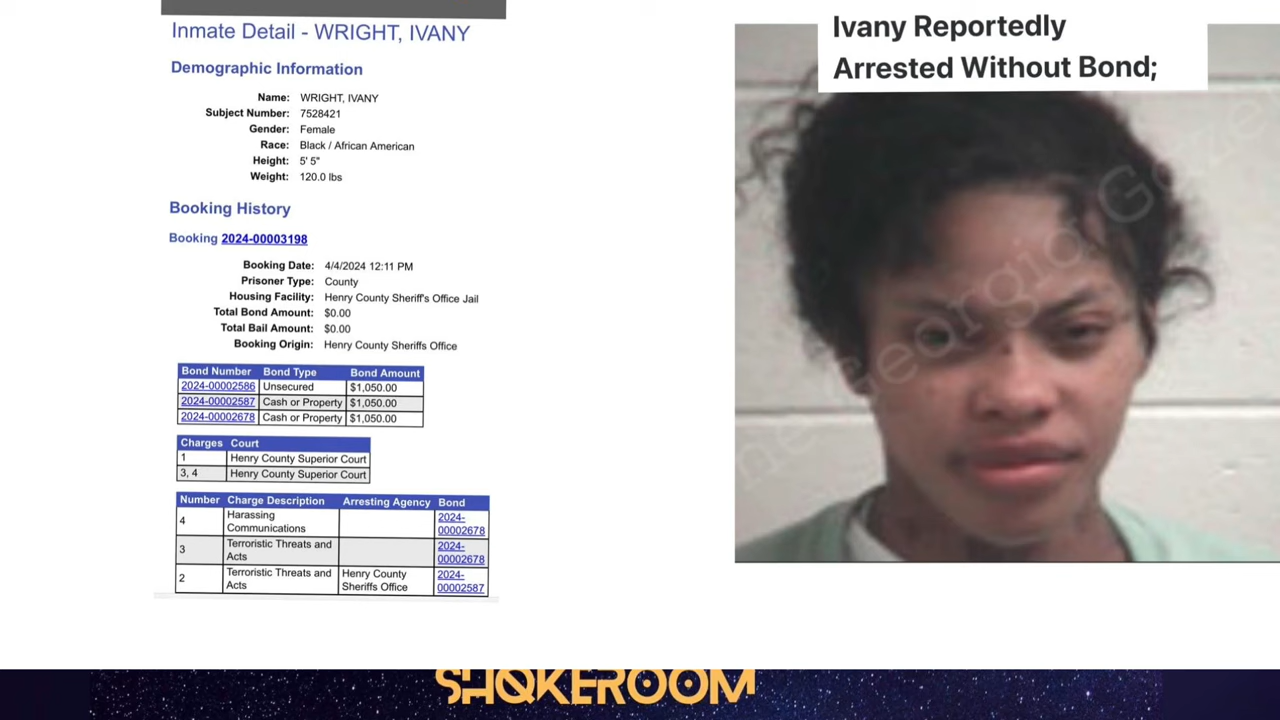 Inmate Detail - WRIGHT, IVANY
Demographic Information
Name: WRIGHT, IVANY
Subject Number: 7528421
Gender: Female
Race: Black / African American
Height: 5' 5"
Weight: 120.0 lbs
Booking History
Booking 2024-00003198
Booking Date: 4/4/2024 12:11 PM
Prisoner Type: County
Housing Facility: Henry County Sheriff's Office Jail
Total Bond Amount: $0.00
Total Bail Amount: $0.00
Booking Origin: Henry County Sheriffs Office
Bond Number Bond Type Bond Amount
2024-00002586 Unsecured $1,050.00
2024-00002587 Cash or Property $1,050.00
2024-00002678 Cash or Property $1,050.00
Charges Court
1 Henry County Superior Court
3, 4 Henry County Superior Court
Number Charge Description Arresting Agency Bond
4 Harassing Communications 2024-00002678
3 Terroristic Threats and Acts 2024-00002678
2 Terroristic Threats and Acts Henry County Sheriffs Office 2024-00002587
Ivany Reportedly
Arrested Without Bond;
Georgia
SHOKEROOM